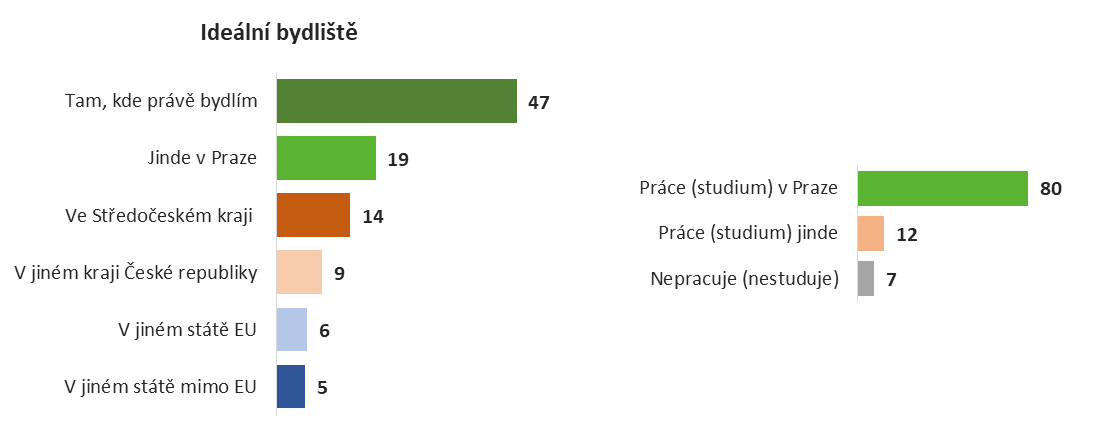 Ideální bydliště
Tam, kde právě bydlím 47
Jinde v Praze 19
Ve Středočeském kraji 14
V jiném kraji České republiky 9
V jiném státě EU 6
V jiném státě mimo EU 5
Práce (studium) v Praze 80
Práce (studium) jinde 12
Nepracuje (nestuduje) 7